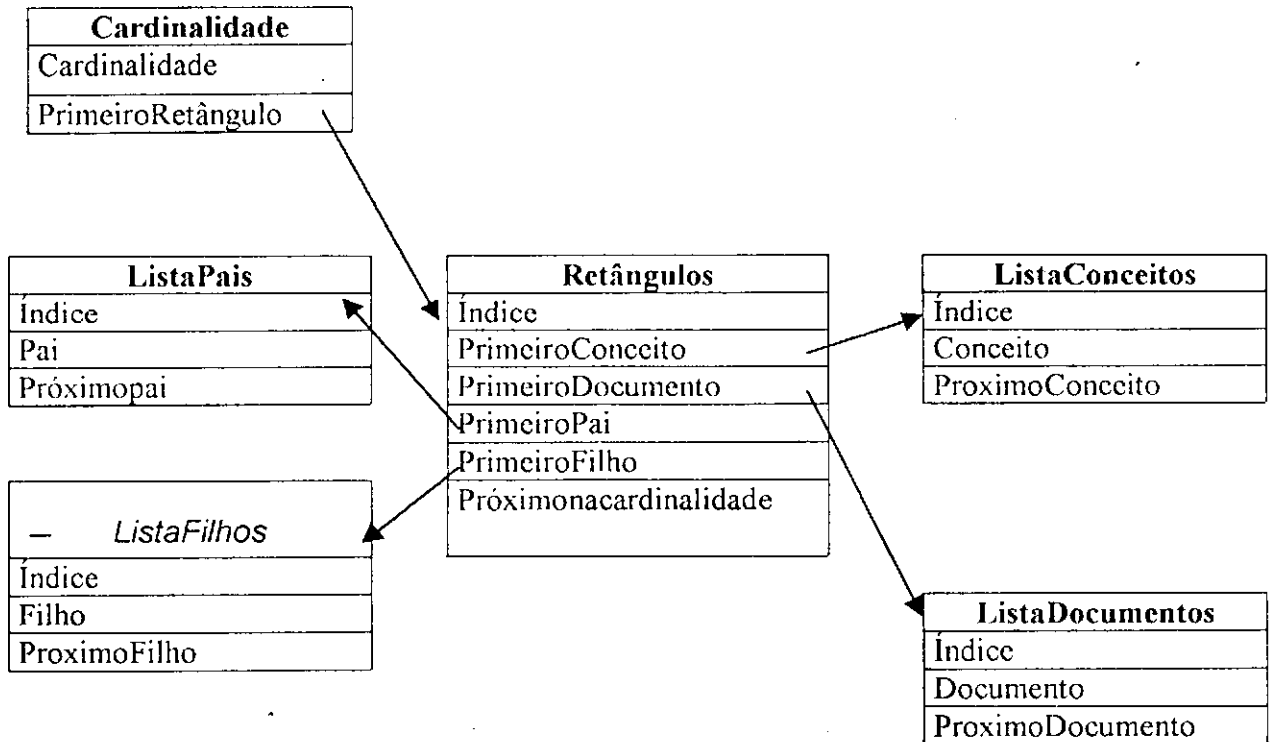 Cardinalidade
Cardinalidade
PrimeiroRetângulo
ListaPais
Índice
Pai
Próximopai
Retângulos
Índice
PrimeiroConceito
PrimeiroDocumento
PrimeiroPai
PrimeiroFilho
Próximonacardinalidade
ListaConceitos
Índice
Conceito
ProximoConceito
– ListaFilhos
Índice
Filho
ProximoFilho
ListaDocumentos
Índice
Documento
ProximoDocumento